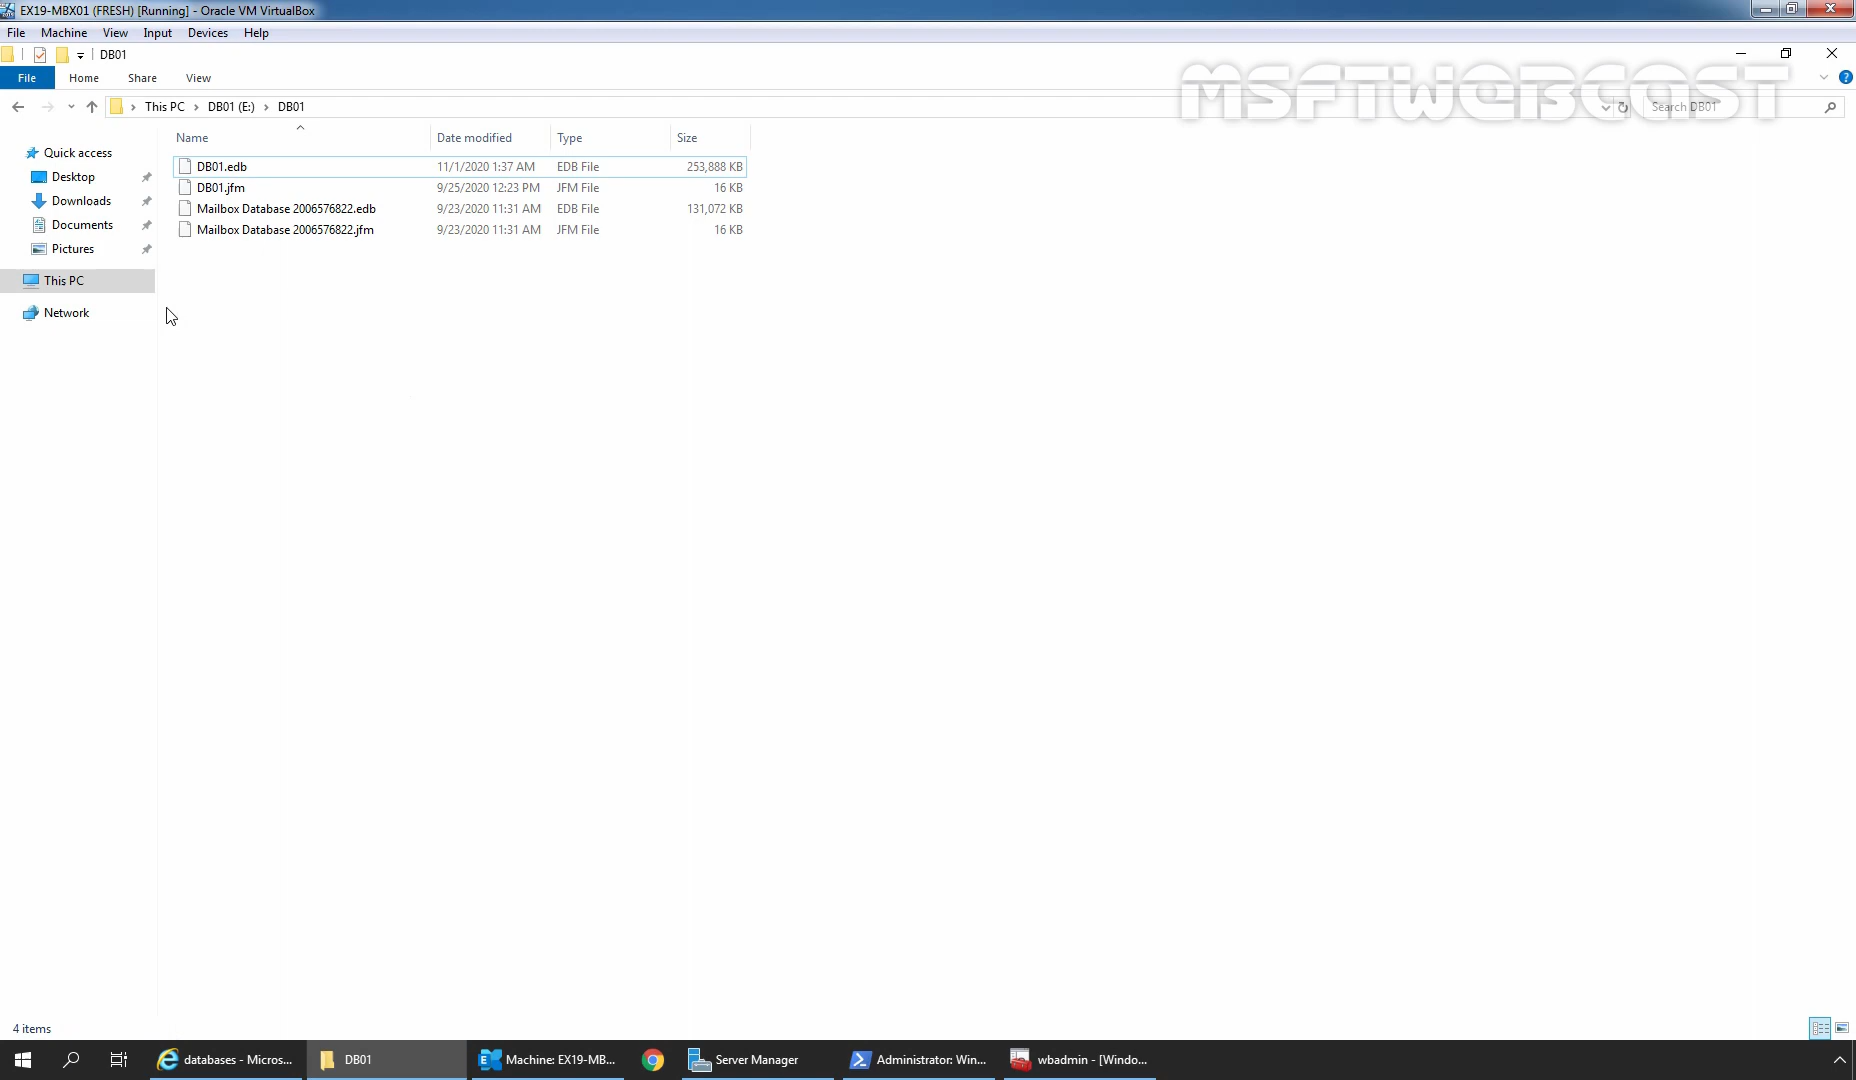 EX19-MBX01 (FRESH) [Running] - Oracle VM VirtualBox
File Machine View Input Devices Help
DB01
File Home Share View
MSFTWEBCAST
This PC DB01 (E:) DB01
Search DB01
Name Date modified Type Size
DB01.edb 11/1/2020 1:37 AM EDB File 253,888 KB
DB01.jfm 9/25/2020 12:23 PM JFM File 16 KB
Mailbox Database 2006576822.edb 9/23/2020 11:31 AM EDB File 131,072 KB
Mailbox Database 2006576822.jfm 9/23/2020 11:31 AM JFM File 16 KB
Quick access
Desktop
Downloads
Documents
Pictures
This PC
Network
4 items
databases - Micros... DB01 Machine: EX19-MB... Server Manager Administrator: Win... wbadmin - [Windo...